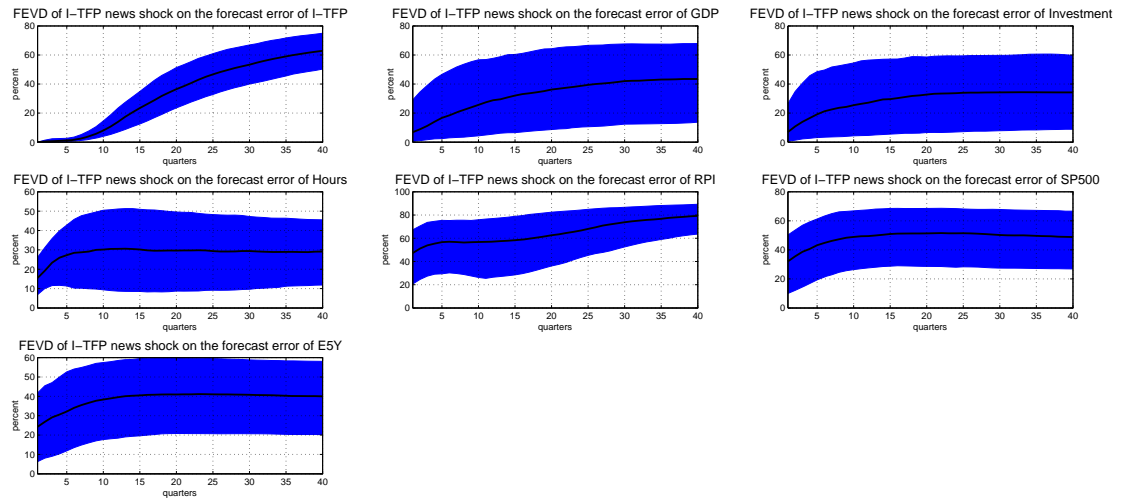 FEVD of I−TFP news shock on the forecast error of I−TFP
80
60
40
20
0
percent
5 10 15 20 25 30 35 40
quarters
FEVD of I−TFP news shock on the forecast error of GDP
80
60
40
20
0
percent
5 10 15 20 25 30 35 40
quarters
FEVD of I−TFP news shock on the forecast error of Investment
80
60
40
20
0
percent
5 10 15 20 25 30 35 40
quarters
FEVD of I−TFP news shock on the forecast error of Hours
60
50
40
30
20
10
0
percent
5 10 15 20 25 30 35 40
quarters
FEVD of I−TFP news shock on the forecast error of RPI
100
80
60
40
20
0
percent
5 10 15 20 25 30 35 40
quarters
FEVD of I−TFP news shock on the forecast error of SP500
80
60
40
20
0
percent
5 10 15 20 25 30 35 40
quarters
FEVD of I−TFP news shock on the forecast error of E5Y
60
50
40
30
20
10
0
percent
5 10 15 20 25 30 35 40
quarters